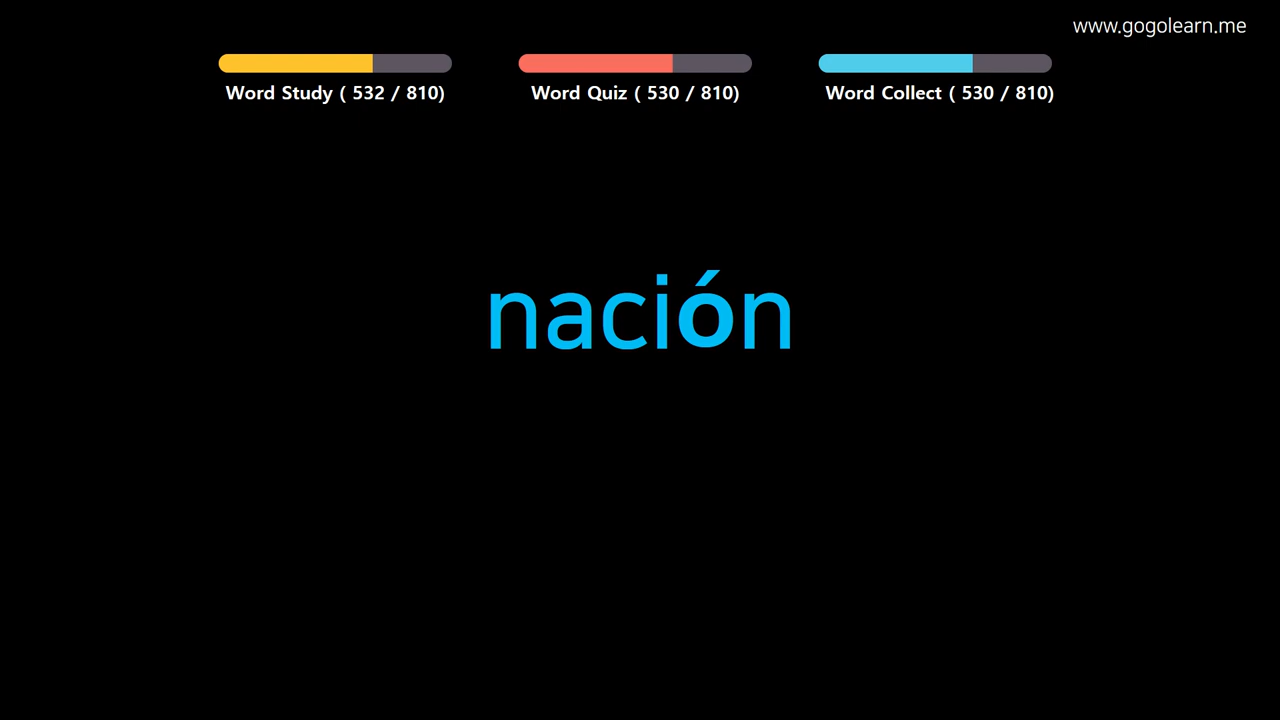 www.gogolearn.me
Word Study ( 532 / 810)
Word Quiz ( 530 / 810)
Word Collect ( 530 / 810)
nación